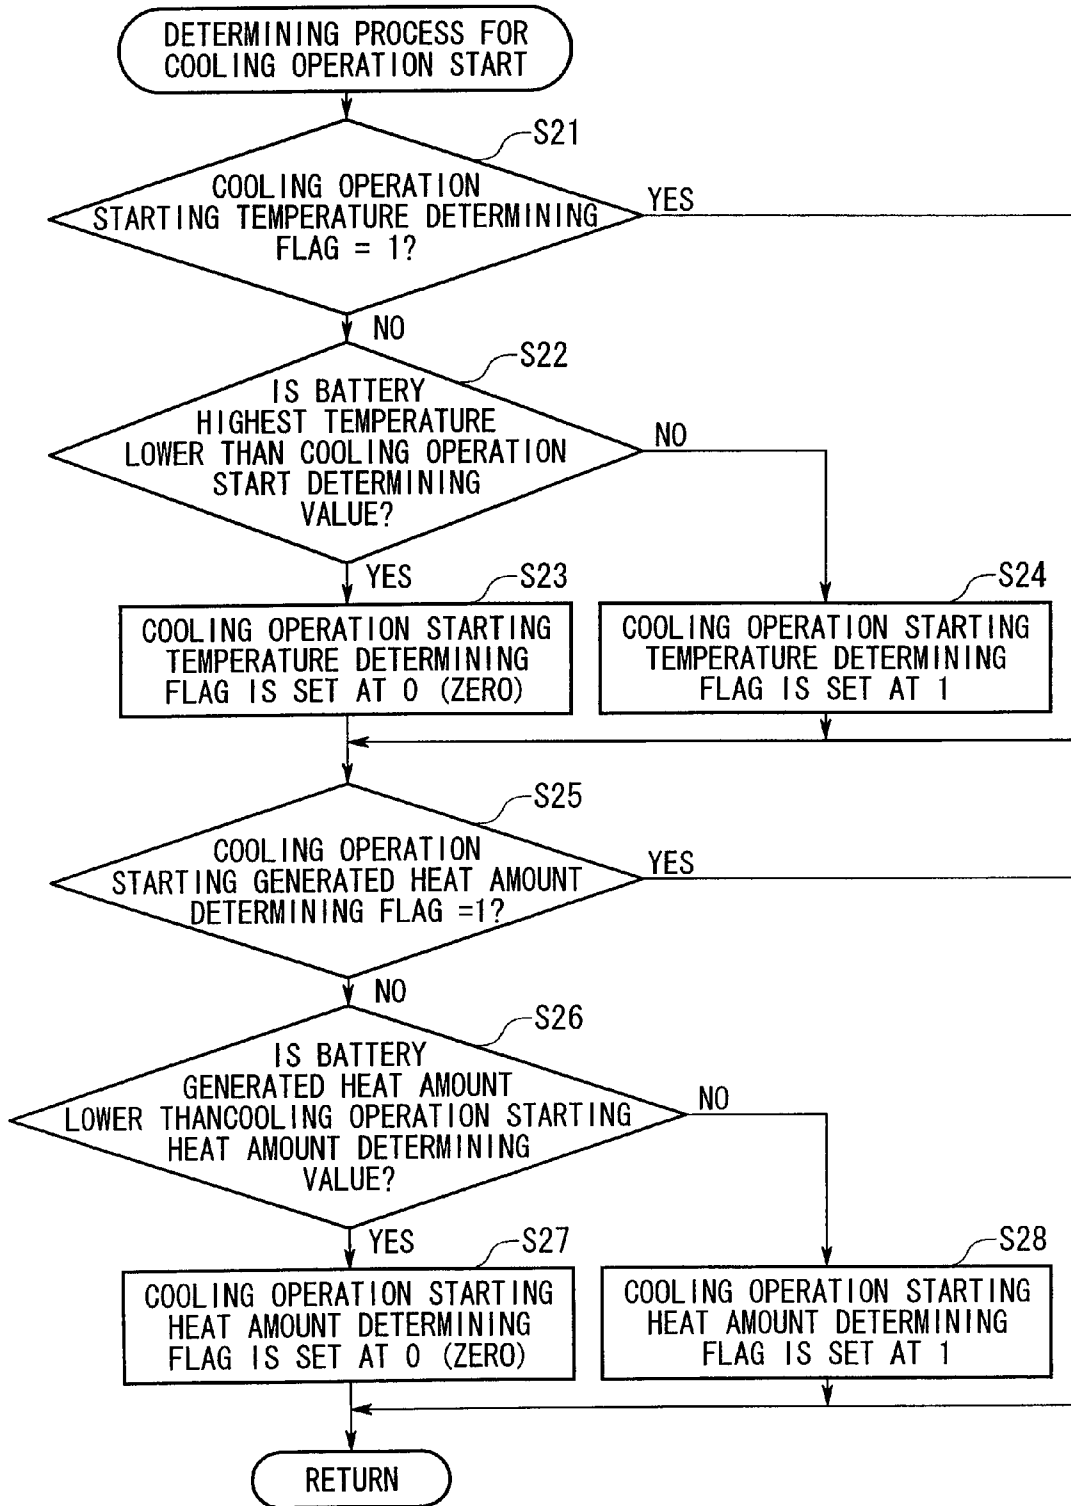 DETERMINING PROCESS FOR
COOLING OPERATION START
S21
COOLING OPERATION
STARTING TEMPERATURE DETERMINING
FLAG = 1?
YES
NO
S22
IS BATTERY
HIGHEST TEMPERATURE
LOWER THAN COOLING OPERATION
START DETERMINING
VALUE?
NO
YES
S23
COOLING OPERATION STARTING
TEMPERATURE DETERMINING
FLAG IS SET AT 0 (ZERO)
S24
COOLING OPERATION STARTING
TEMPERATURE DETERMINING
FLAG IS SET AT 1
S25
COOLING OPERATION
STARTING GENERATED HEAT AMOUNT
DETERMINING FLAG =1?
YES
NO
S26
IS BATTERY
GENERATED HEAT AMOUNT
LOWER THANCOOLING OPERATION STARTING
HEAT AMOUNT DETERMINING
VALUE?
NO
YES
S27
COOLING OPERATION STARTING
HEAT AMOUNT DETERMINING
FLAG IS SET AT 0 (ZERO)
S28
COOLING OPERATION STARTING
HEAT AMOUNT DETERMINING
FLAG IS SET AT 1
RETURN